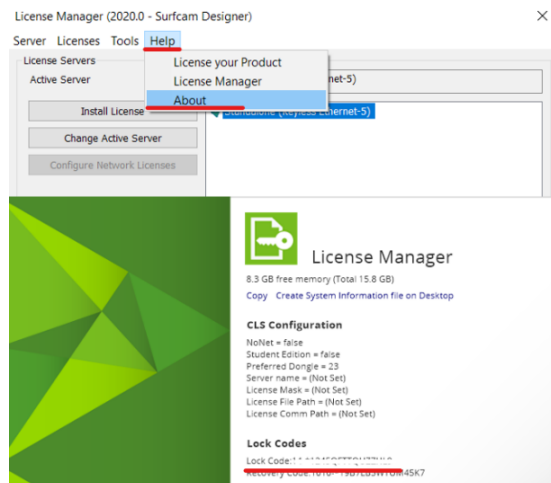 License Manager (2020.0 - Surfcam Designer)
Server Licenses Tools Help
License Servers
License your Product
Active Server
License Manager
net-5)
About
Install License
Standalone (Keyless Ethernet-5)
Change Active Server
Configure Network Licenses
License Manager
8.3 GB free memory (Total 15.8 GB)
Copy Create System Information file on Desktop
CLS Configuration
NoNet = false
Student Edition = false
Preferred Dongle = 23
Server name = (Not Set)
License Mask = (Not Set)
License File Path = (Not Set)
License Comm Path = (Not Set)
Lock Codes
Lock Code:
Recovery Code: